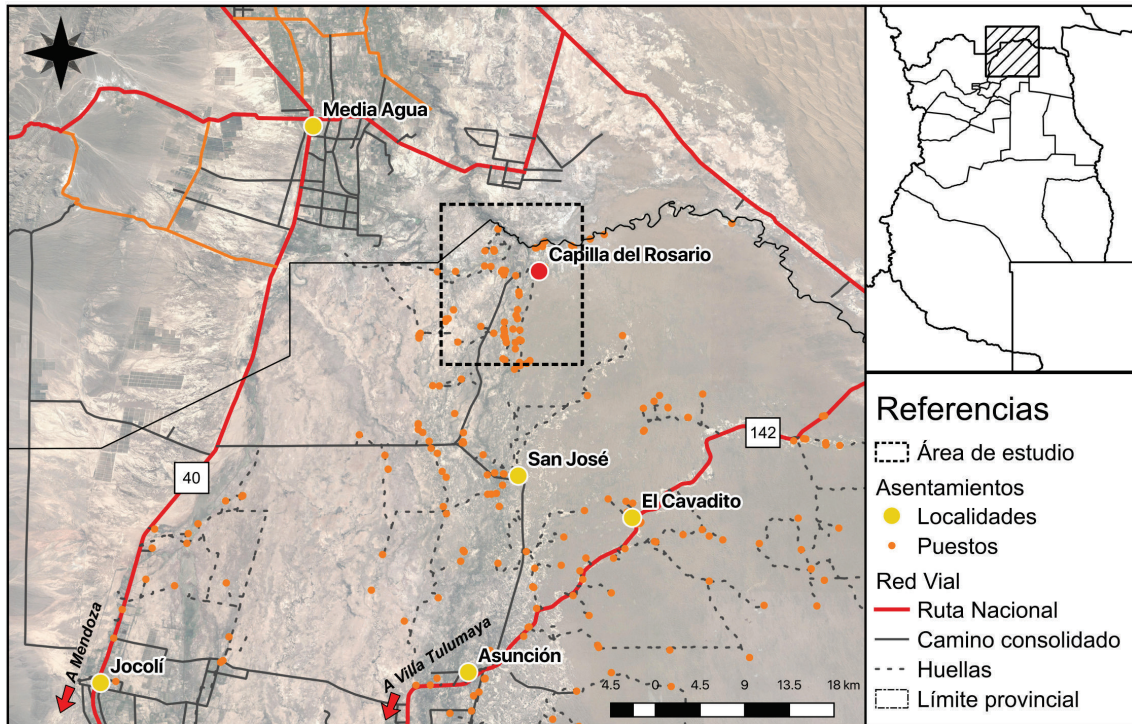 Media Agua
Capilla del Rosario
142
San José
40
El Cavadito
A Mendoza
A Villa Tulumaya
Asunción
Jocolí
4.5 0 4.5 9 13.5 18 km
Referencias
Área de estudio
Asentamientos
Localidades
Puestos
Red Vial
Ruta Nacional
Camino consolidado
Huellas
Límite provincial